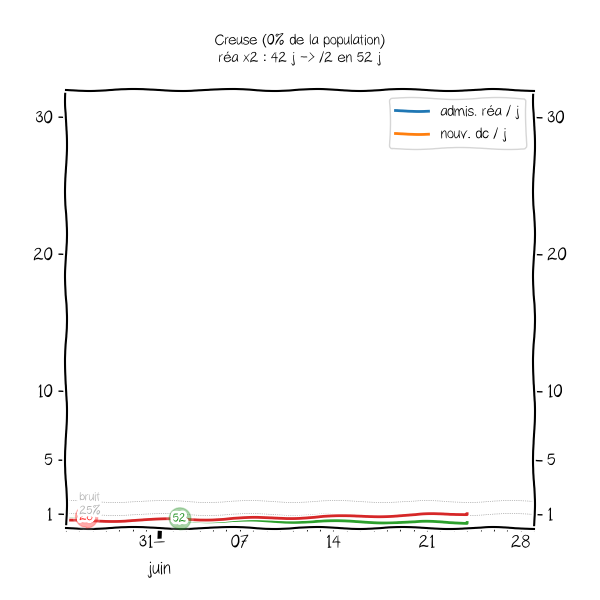 Creuse (0% de la population)
réa x2 : 42 j -> /2 en 52 j
admis. réa / j
nouv. dc / j
30
30
20
20
10
10
5
5
bruit
25%
52
1
1
31
07
14
21
28
juin